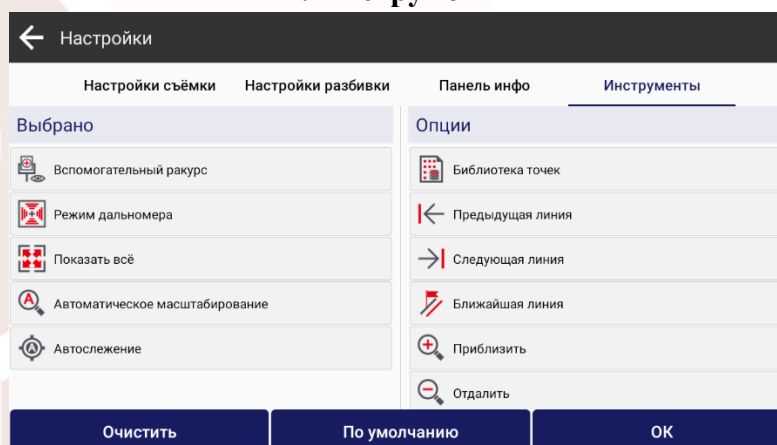 Настройки
Настройки съёмки Настройки разбивки Панель инфо Инструменты
Выбрано
Вспомогательный ракурс
Режим дальномера
Показать всё
Автоматическое масштабирование
Автослежение
Опции
Библиотека точек
Предыдущая линия
Следующая линия
Ближайшая линия
Приблизить
Отдалить
Очистить По умолчанию ОК